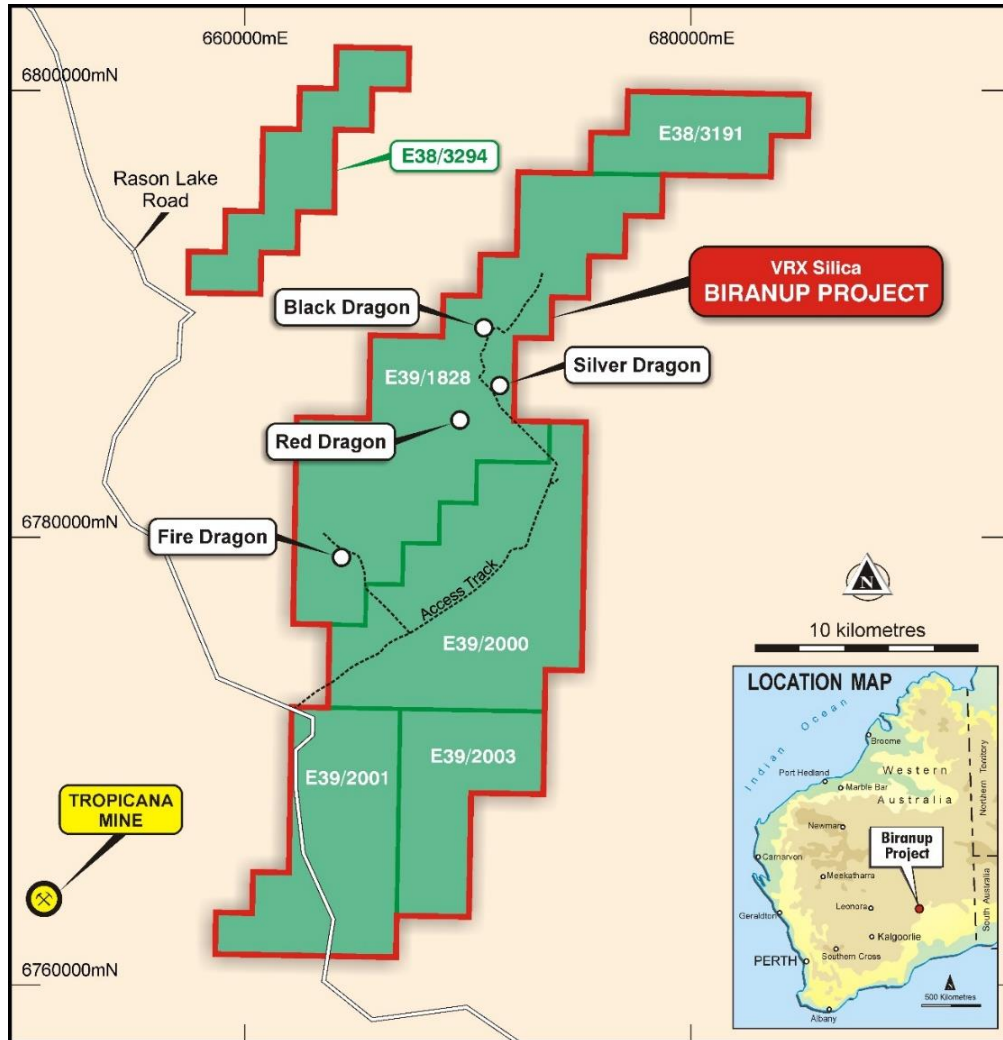 660000mE
680000mE
6800000mN
E38/3191
E38/3294
Rason Lake
Road
VRX Silica
BIRANUP PROJECT
Black Dragon
Silver Dragon
E39/1828
Red Dragon
6780000mN
Fire Dragon
Access Track
N
E39/2000
10 kilometres
LOCATION MAP
Indian Ocean
Broome
Northern Territory
Port Hedland
Western
Australia
Marble Bar
E39/2003
E39/2001
TROPICANA
MINE
Newman
Biranup
Project
Carnarvon
Meekatharra
South Australia
Leonora
Geraldton
Kalgoorlie
Southern Cross
PERTH
N
500 Kilometres
Albany
6760000mN